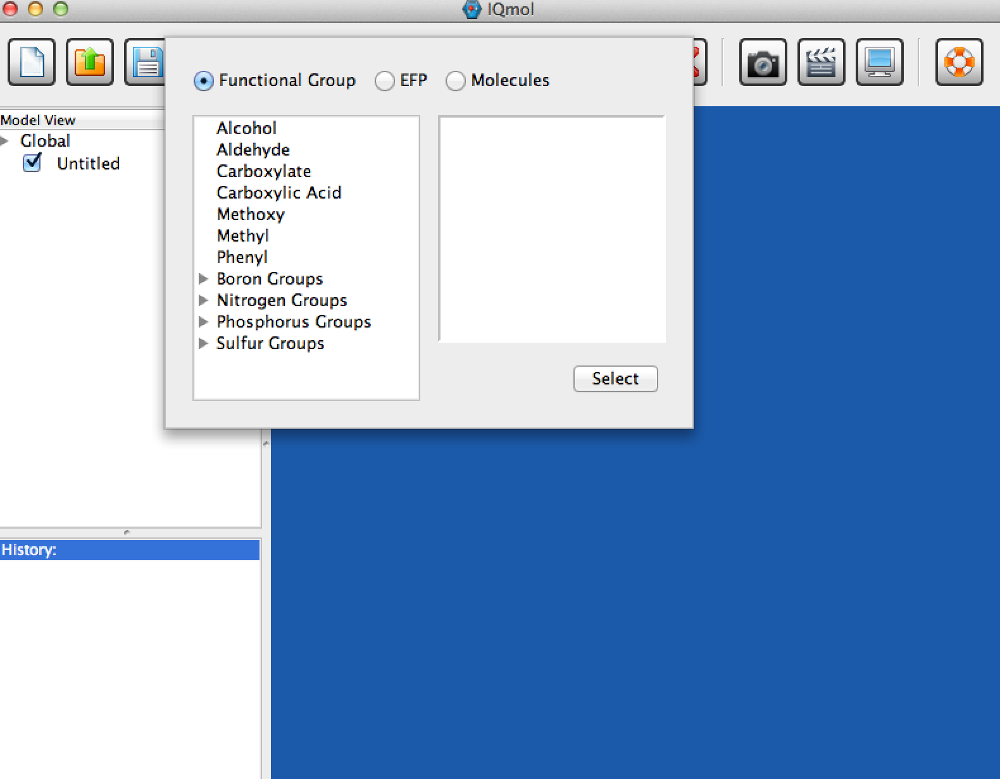 IQmol
Functional Group EFP Molecules
Model View
Global
Untitled
Alcohol
Aldehyde
Carboxylate
Carboxylic Acid
Methoxy
Methyl
Phenyl
Boron Groups
Nitrogen Groups
Phosphorus Groups
Sulfur Groups
Select
History: